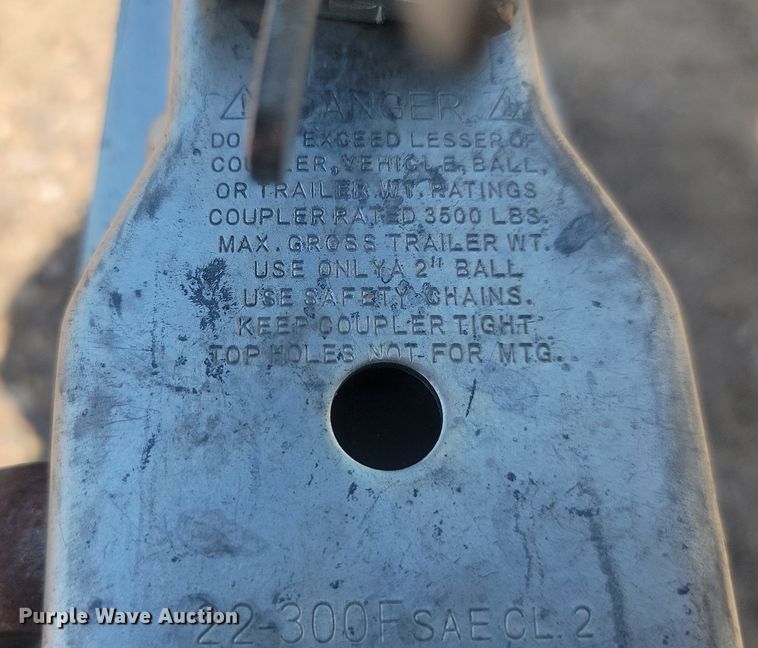 DANGER
DO NOT EXCEED LESSER OF
COUPLER, VEHICLE, BALL,
OR TRAILER WT. RATINGS
COUPLER RATED 3500 LBS.
MAX. GROSS TRAILER WT.
USE ONLY A 2" BALL
USE SAFETY CHAINS.
KEEP COUPLER TIGHT
TOP HOLES NOT FOR MTG.
22-300F SAE CL. 2
Purple Wave Auction